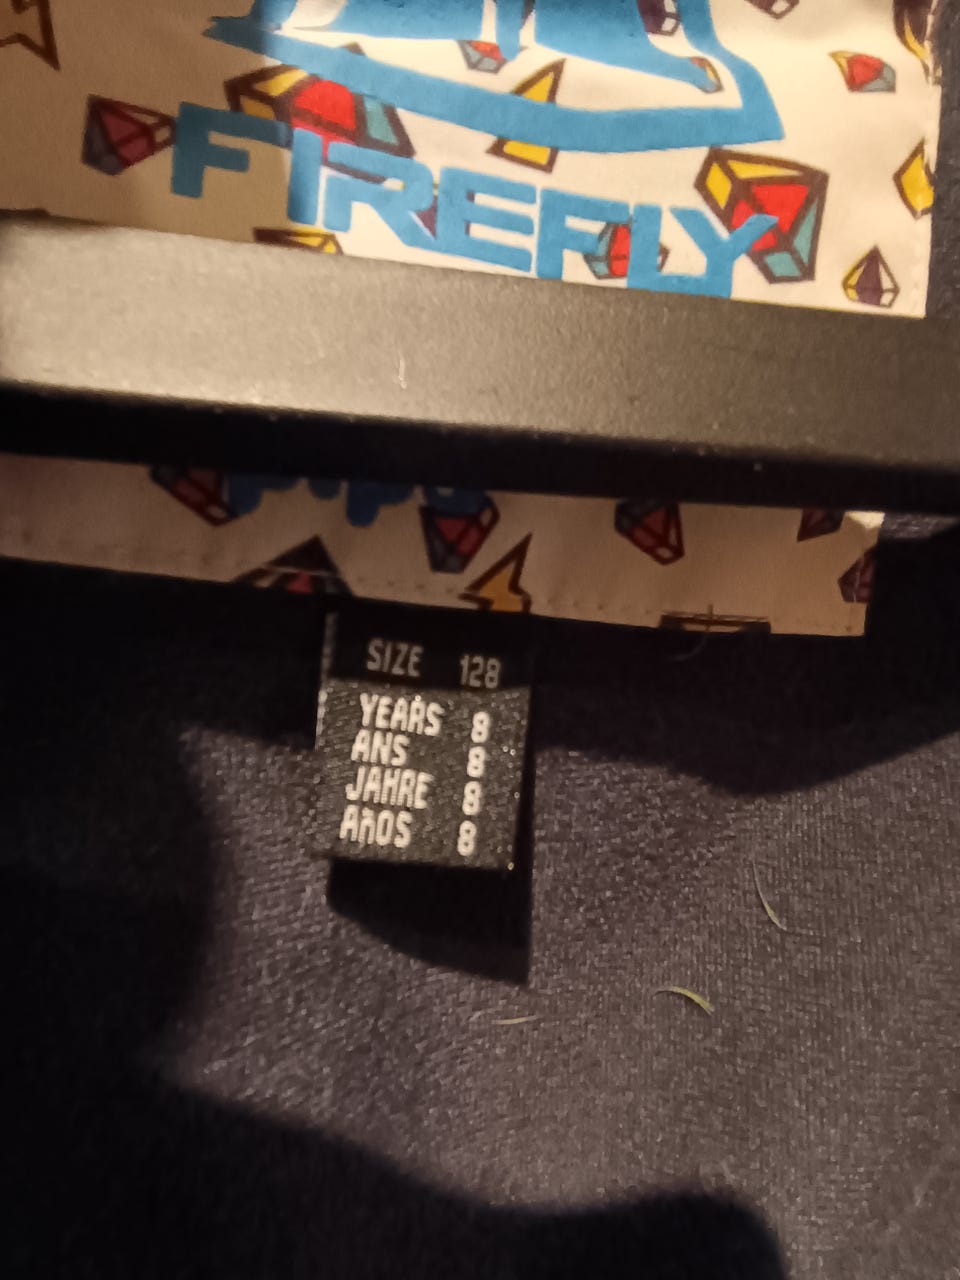 FIREFLY
SIZE 128
YEARS 8
ANS 8
JAHRE 8
AÑOS 8